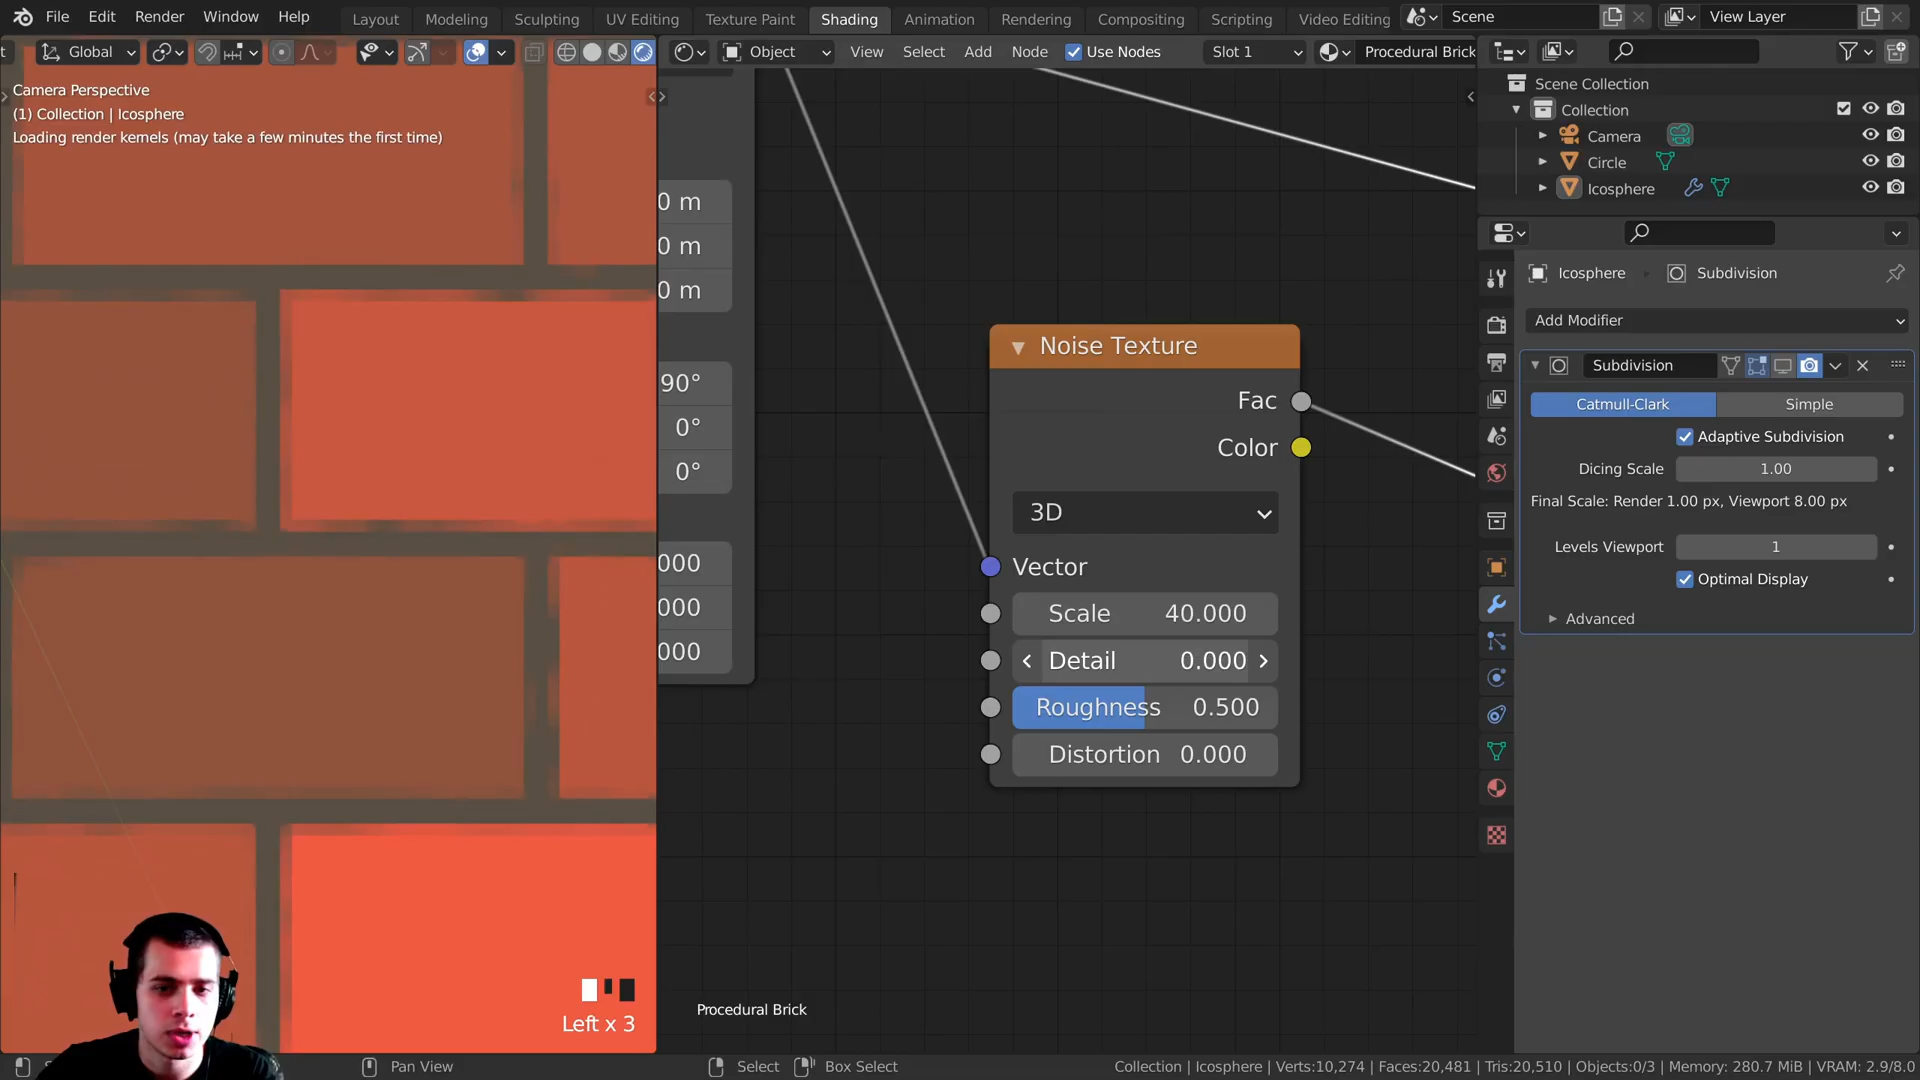 File Edit Render Window Help
Layout Modeling Sculpting UV Editing Texture Paint Shading Animation Rendering Compositing Scripting Video Editing
Scene
View Layer
Global
Object View Select Add Node Use Nodes Slot 1 Procedural Brick
Camera Perspective
(1) Collection | Icosphere
Loading render kernels (may take a few minutes the first time)
0 m
0 m
0 m
90°
0°
0°
000
000
000
Noise Texture
Fac
Color
3D
Vector
Scale 40.000
Detail 0.000
Roughness 0.500
Distortion 0.000
Procedural Brick
Left x 3
Scene Collection
Collection
Camera
Circle
Icosphere
Icosphere Subdivision
Add Modifier
Subdivision
Catmull-Clark Simple
Adaptive Subdivision
Dicing Scale 1.00
Final Scale: Render 1.00 px, Viewport 8.00 px
Levels Viewport 1
Optimal Display
Advanced
Pan View
Select
Box Select
Collection | Icosphere | Verts:10,274 | Faces:20,481 | Tris:20,510 | Objects:0/3 | Memory: 280.7 MiB | VRAM: 2.9/8.0